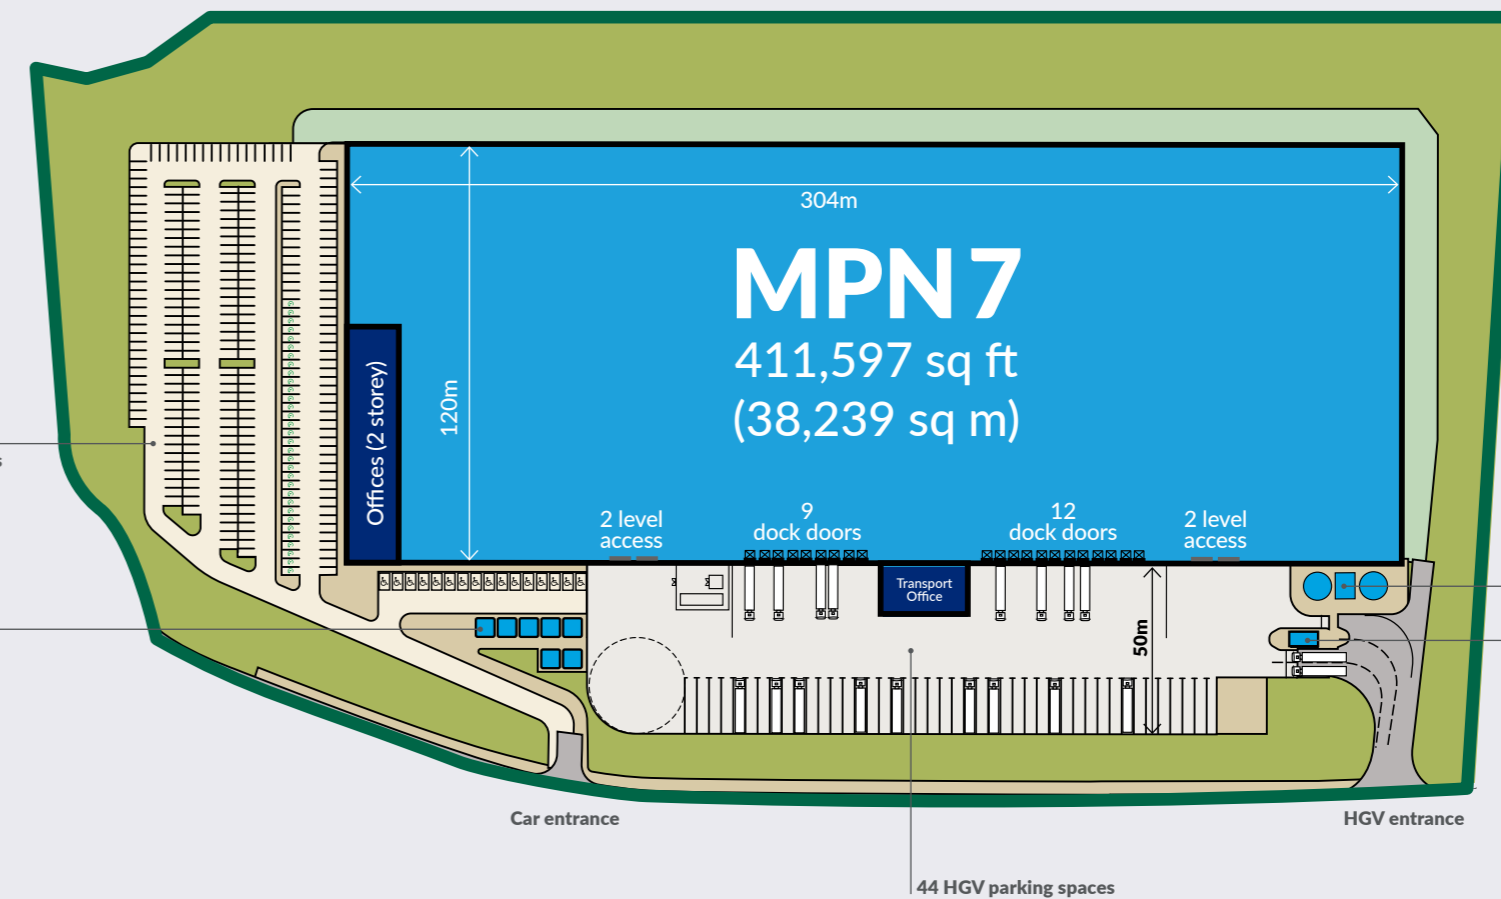 304m
MPN 7
411,597 sq ft
(38,239 sq m)
120m
Offices (2 storey)
2 level
access
9
dock doors
12
dock doors
2 level
access
Transport
Office
50m
Car entrance
HGV entrance
44 HGV parking spaces